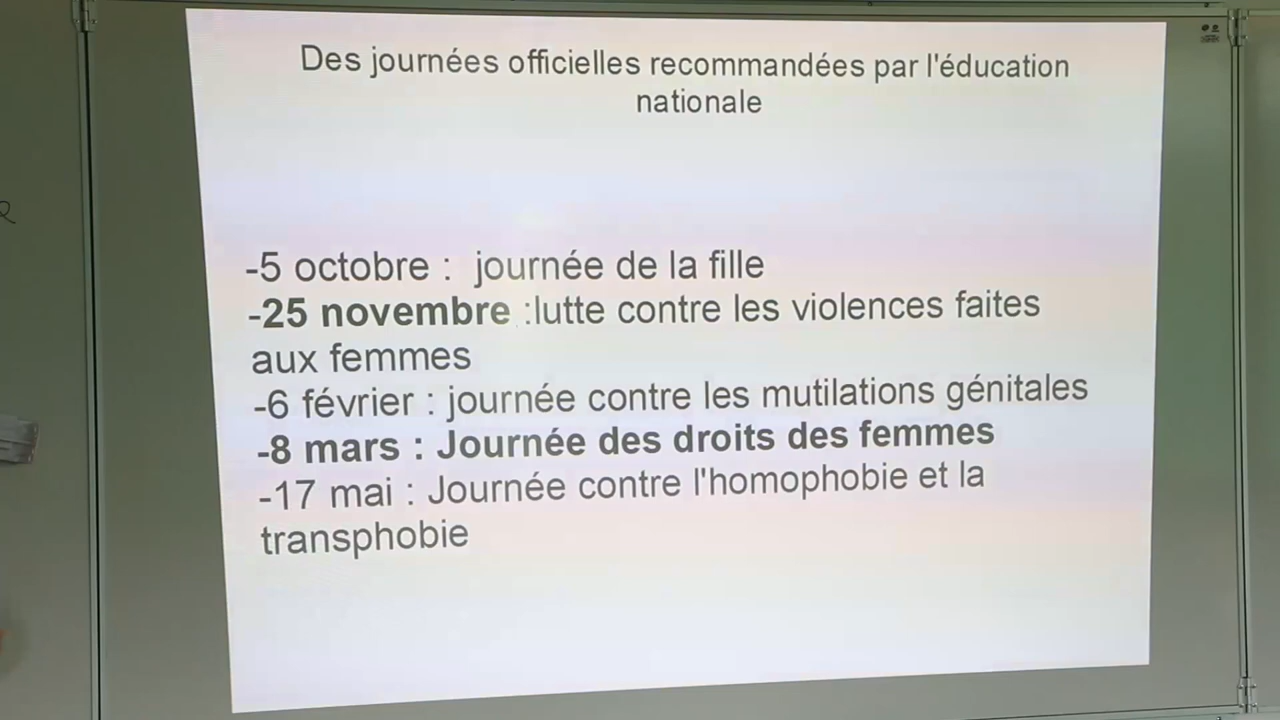 Des journées officielles recommandées par l'éducation
nationale
-5 octobre :  journée de la fille
-25 novembre :lutte contre les violences faites
aux femmes
-6 février : journée contre les mutilations génitales
-8 mars : Journée des droits des femmes
-17 mai : Journée contre l'homophobie et la
transphobie